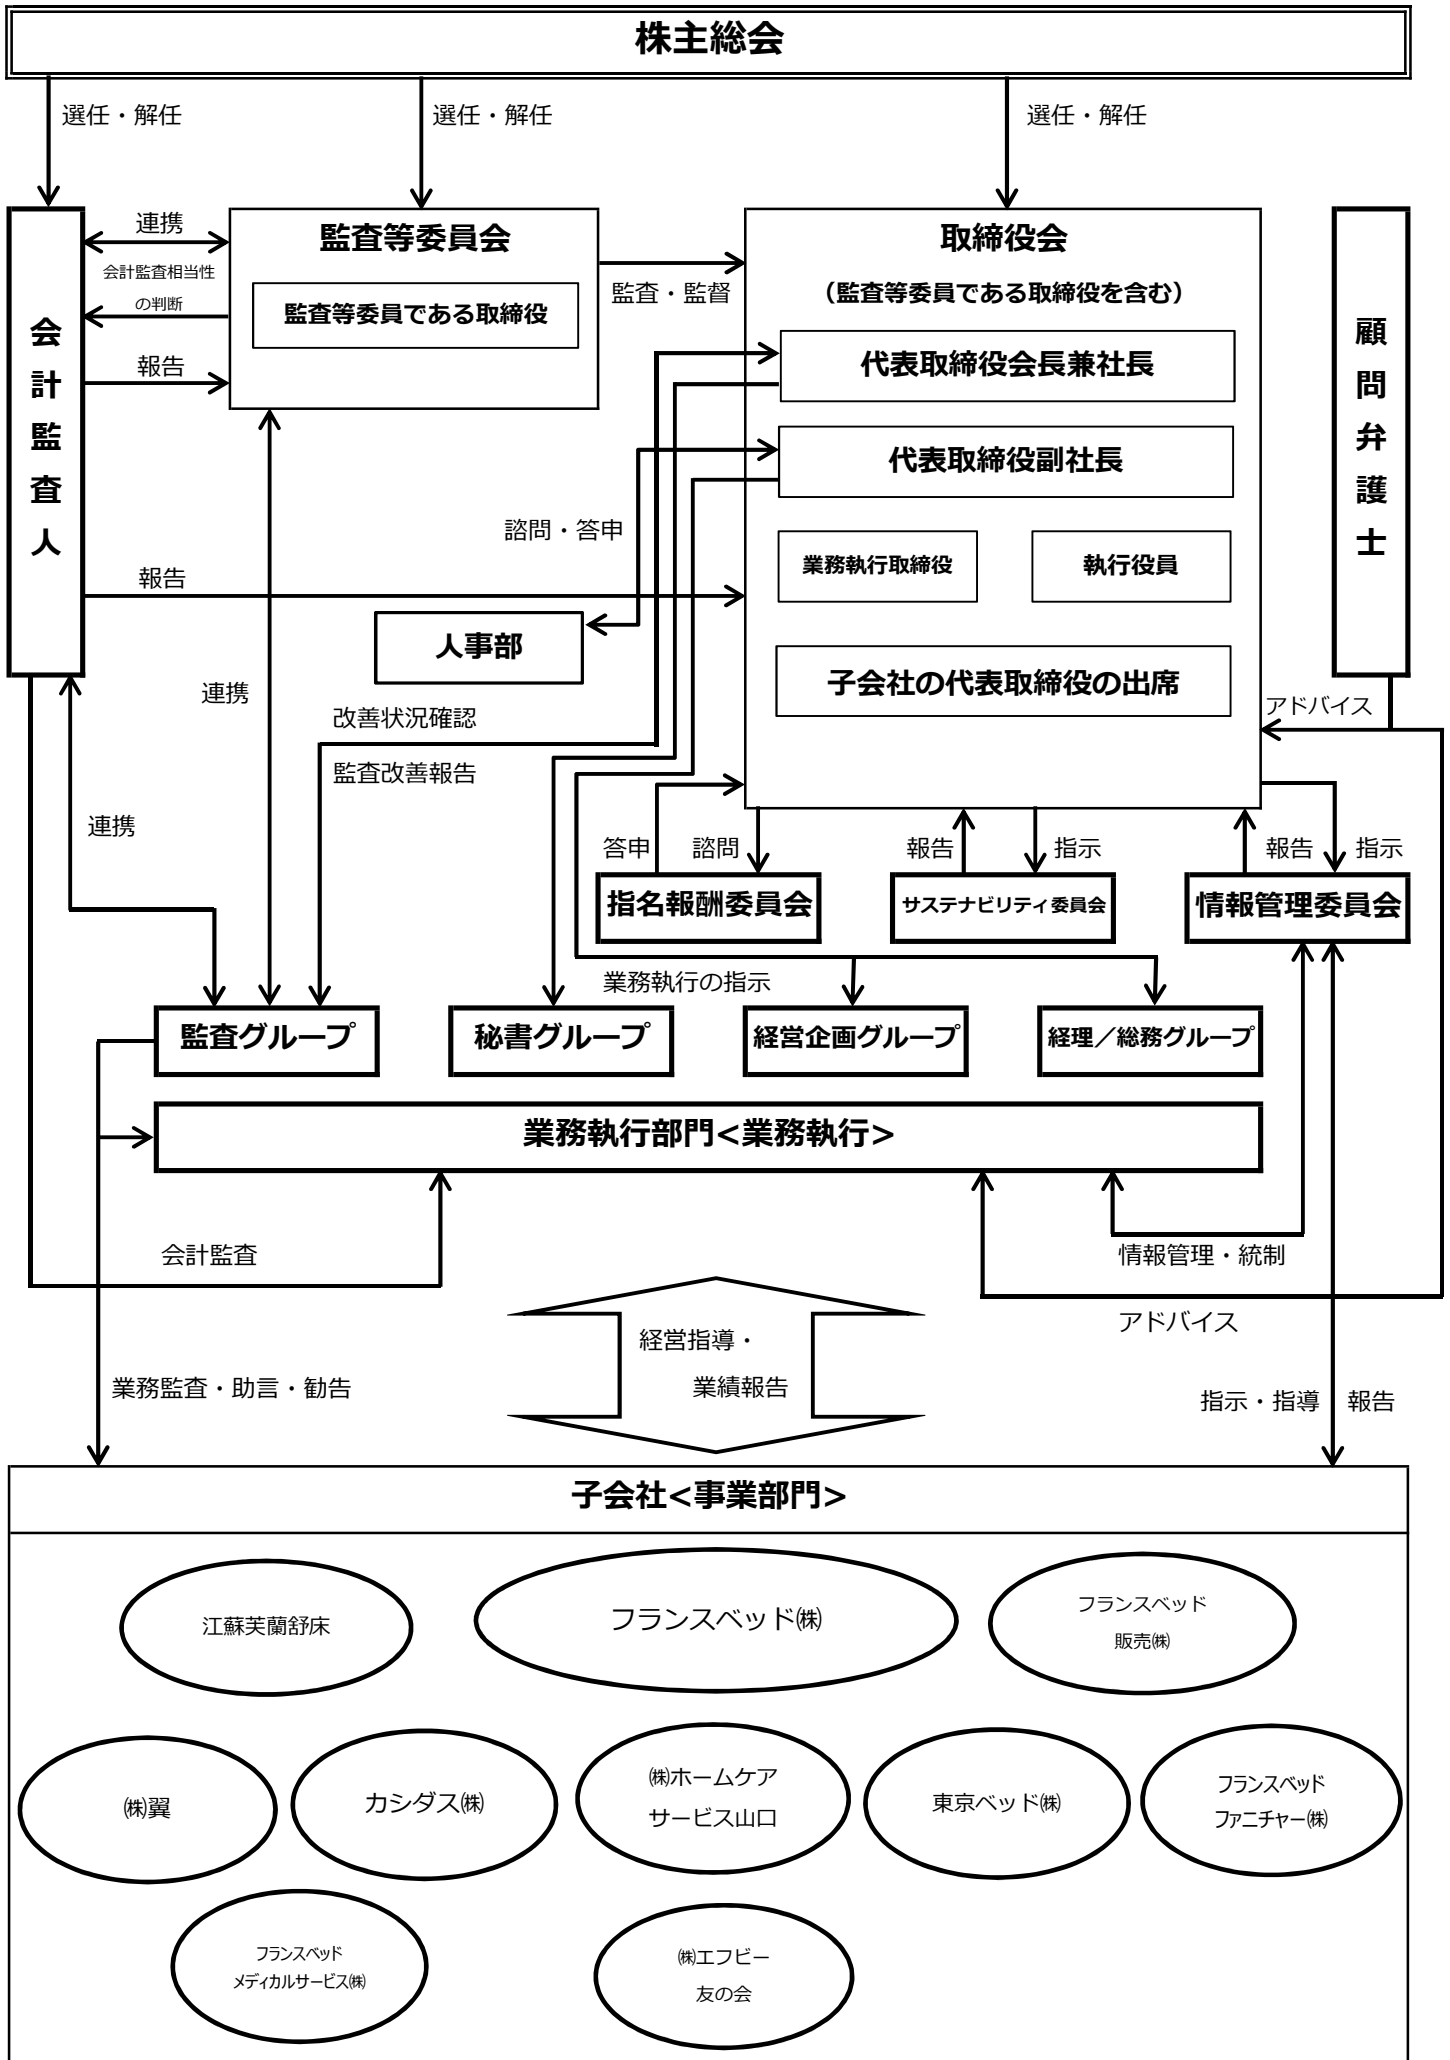 株主総会
選任・解任
選任・解任
選任・解任
会計監査人
連携
会計監査相当性
の判断
報告
監査等委員会
監査等委員である取締役
監査・監督
取締役会
（監査等委員である取締役を含む）
代表取締役会長兼社長
代表取締役副社長
業務執行取締役
執行役員
子会社の代表取締役の出席
顧問弁護士
諮問・答申
報告
人事部
連携
改善状況確認
監査改善報告
アドバイス
連携
答申
諮問
報告
指示
報告
指示
指名報酬委員会
サステナビリティ委員会
情報管理委員会
業務執行の指示
監査グループ
秘書グループ
経営企画グループ
経理／総務グループ
業務執行部門<業務執行>
会計監査
情報管理・統制
アドバイス
経営指導・
業績報告
業務監査・助言・勧告
指示・指導
報告
子会社<事業部門>
江蘇芙蘭舒床
フランスベッド㈱
フランスベッド
販売㈱
㈱翼
カシダス㈱
㈱ホームケア
サービス山口
東京ベッド㈱
フランスベッド
ファニチャー㈱
フランスベッド
メディカルサービス㈱
㈱エフビー
友の会